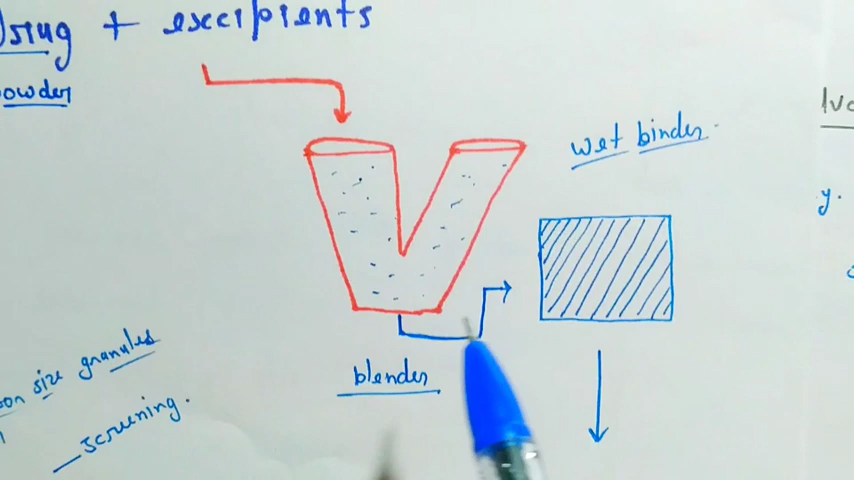 Drug + excipients
powder
wet binder.
blender
size granules
screening.